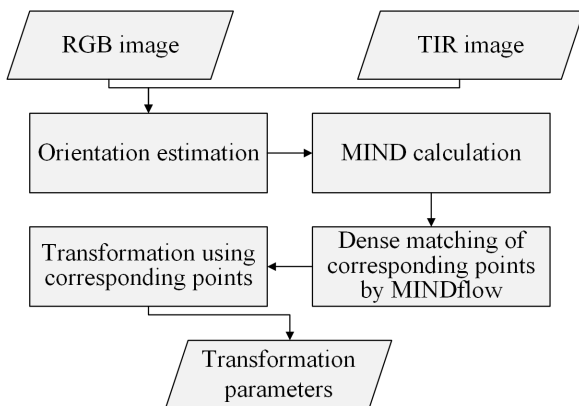 RGB image
TIR image
Orientation estimation
MIND calculation
Transformation using
corresponding points
Dense matching of
corresponding points
by MINDflow
Transformation
parameters